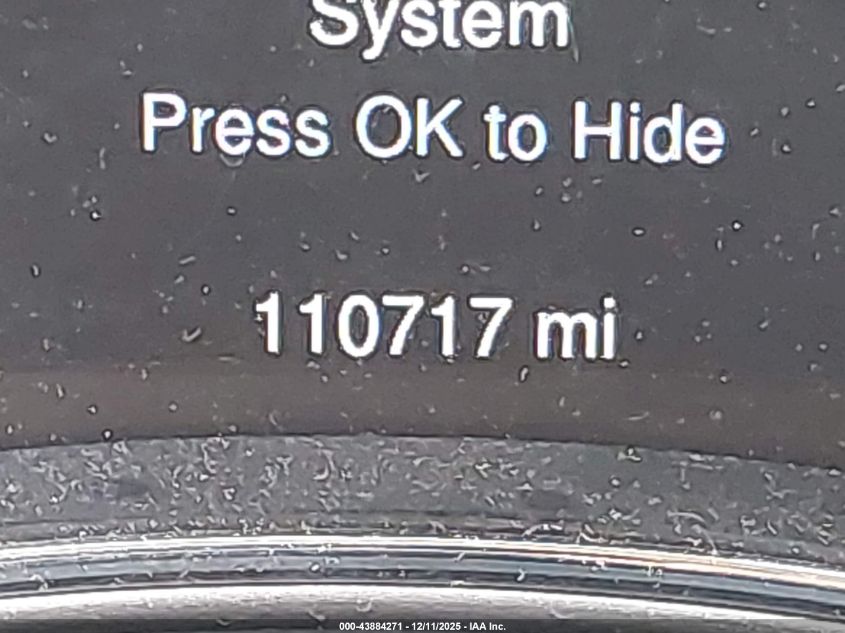 System
Press OK to Hide
110717 mi
000-43884271 - 12/11/2025 - IAA Inc.